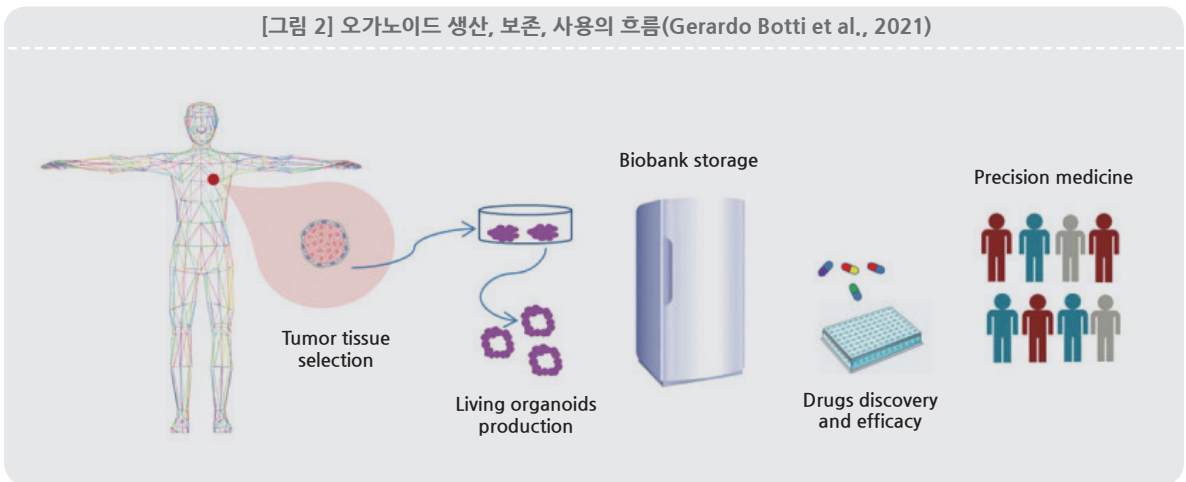 [그림 2] 오가노이드 생산, 보존, 사용의 흐름(Gerardo Botti et al., 2021)
Tumor tissue
selection
Living organoids
production
Biobank storage
Drugs discovery
and efficacy
Precision medicine